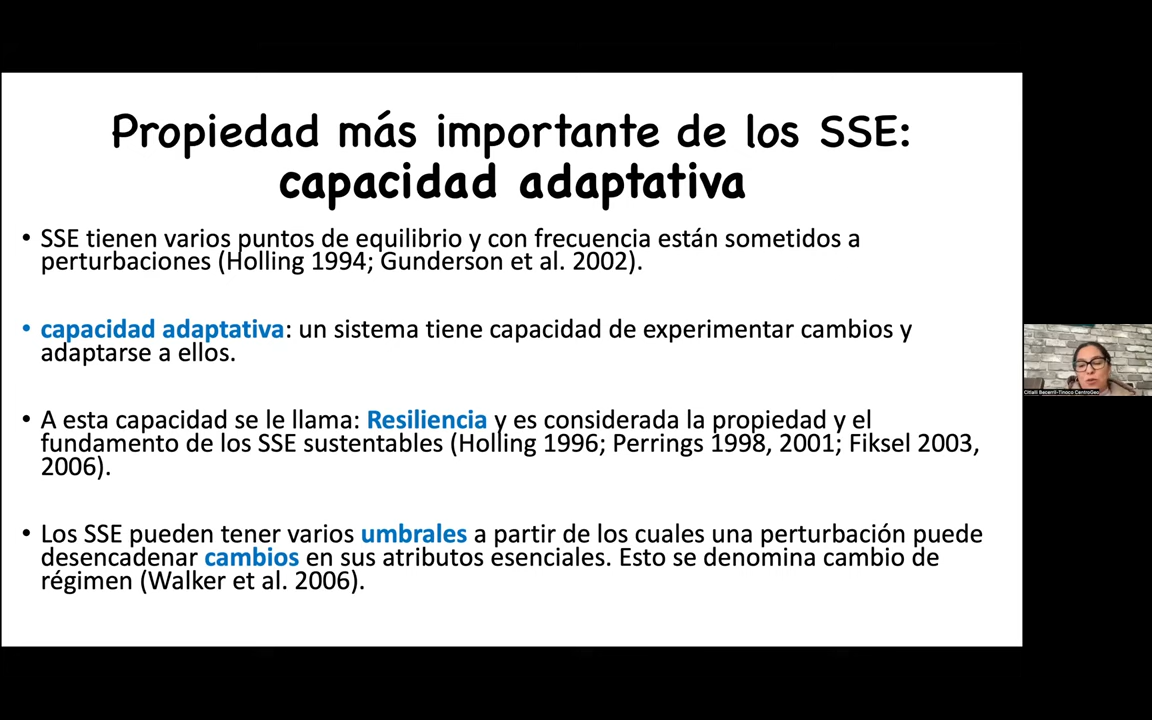 Propiedad más importante de los SSE:
capacidad adaptativa
• SSE tienen varios puntos de equilibrio y con frecuencia están sometidos a
perturbaciones (Holling 1994; Gunderson et al. 2002).
• capacidad adaptativa: un sistema tiene capacidad de experimentar cambios y
adaptarse a ellos.
• A esta capacidad se le llama: Resiliencia y es considerada la propiedad y el
fundamento de los SSE sustentables (Holling 1996; Perrings 1998, 2001; Fiksel 2003,
2006).
• Los SSE pueden tener varios umbrales a partir de los cuales una perturbación puede
desencadenar cambios en sus atributos esenciales. Esto se denomina cambio de
régimen (Walker et al. 2006).
Citlalli Becerril-Tinoco CentroGeo